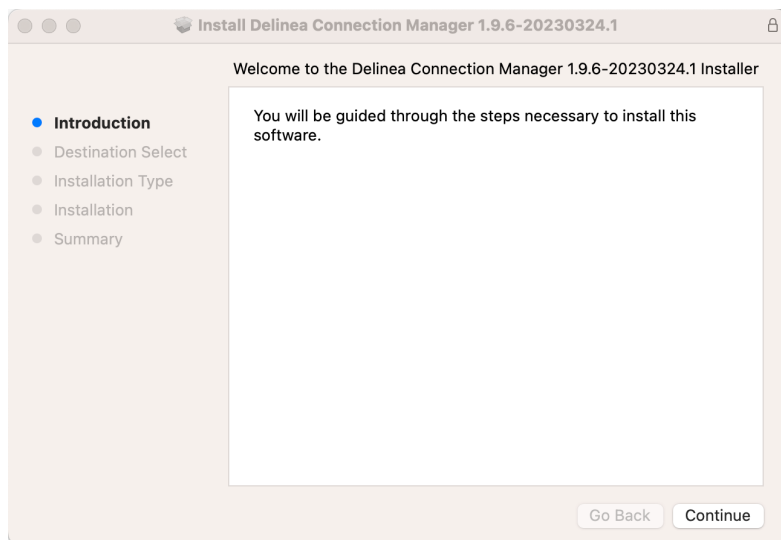 Install Delinea Connection Manager 1.9.6-20230324.1
Welcome to the Delinea Connection Manager 1.9.6-20230324.1 Installer
Introduction
Destination Select
Installation Type
Installation
Summary
You will be guided through the steps necessary to install this
software.
Go Back
Continue